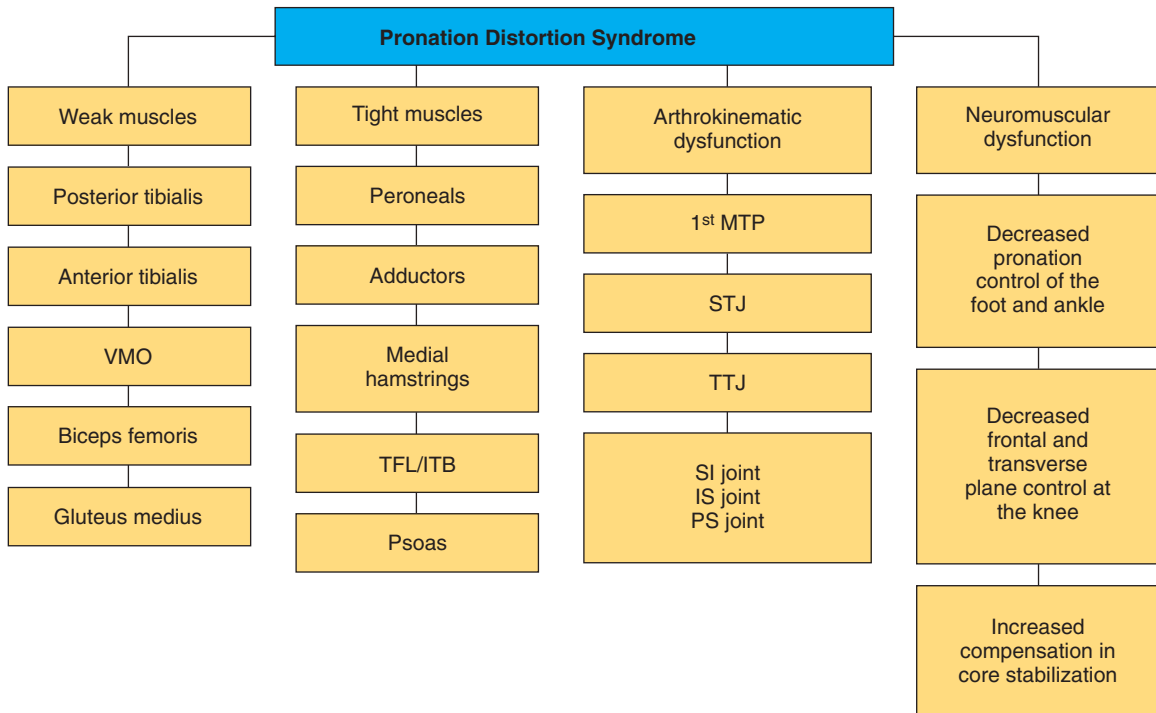 Pronation Distortion Syndrome
Weak muscles
Posterior tibialis
Anterior tibialis
VMO
Biceps femoris
Gluteus medius
Tight muscles
Peroneals
Adductors
Medial
hamstrings
TFL/ITB
Psoas
Arthrokinematic
dysfunction
1st MTP
STJ
TTJ
SI joint
IS joint
PS joint
Neuromuscular
dysfunction
Decreased
pronation
control of the
foot and ankle
Decreased
frontal and
transverse
plane control at
the knee
Increased
compensation in
core stabilization